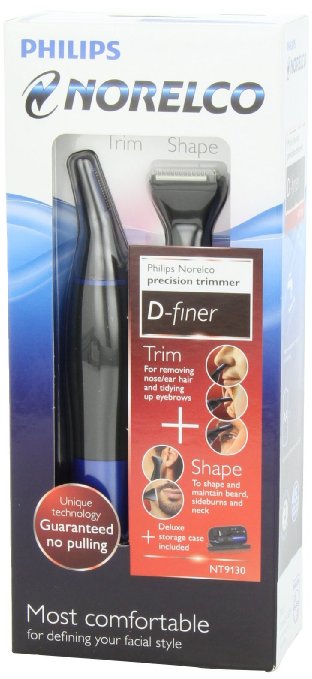 PHILIPS
NORELCO
Trim Shape
Philips Norelco
precision trimmer
D-finer
Trim
For removing
nose/ear hair
and tidying
up eyebrows
+
Shape
To shape and
maintain beard,
sideburns and
neck
+ Deluxe
storage case
included
NT9130
Unique
technology
Guaranteed
no pulling
Most comfortable
for defining your facial style